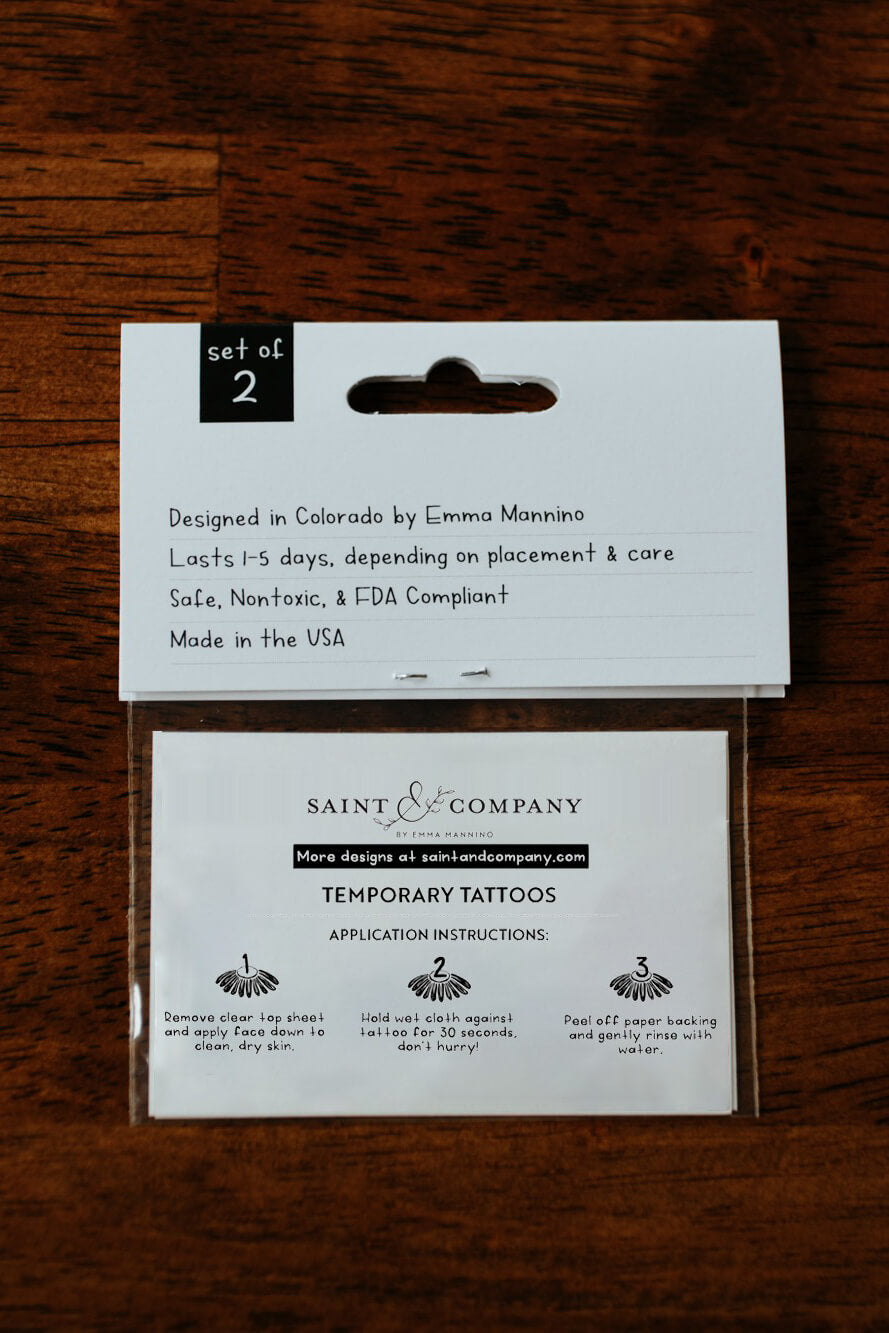 set of
2
Designed in Colorado by Emma Mannino
Lasts 1-5 days, depending on placement & care
Safe, Nontoxic, & FDA Compliant
Made in the USA
SAINT & COMPANY
BY EMMA MANNINO
More designs at saintandcompany.com
TEMPORARY TATTOOS
APPLICATION INSTRUCTIONS:
1
Remove clear top sheet
and apply face down to
clean, dry skin.
2
Hold wet cloth against
tattoo for 30 seconds,
don't hurry!
3
Peel off paper backing
and gently rinse with
water.